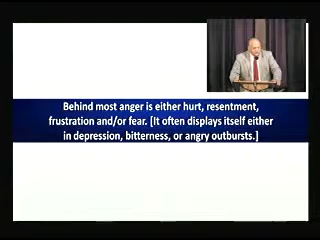 Behind most anger is either hurt, resentment,
frustration and/or fear. [It often displays itself either
in depression, bitterness, or angry outbursts.]